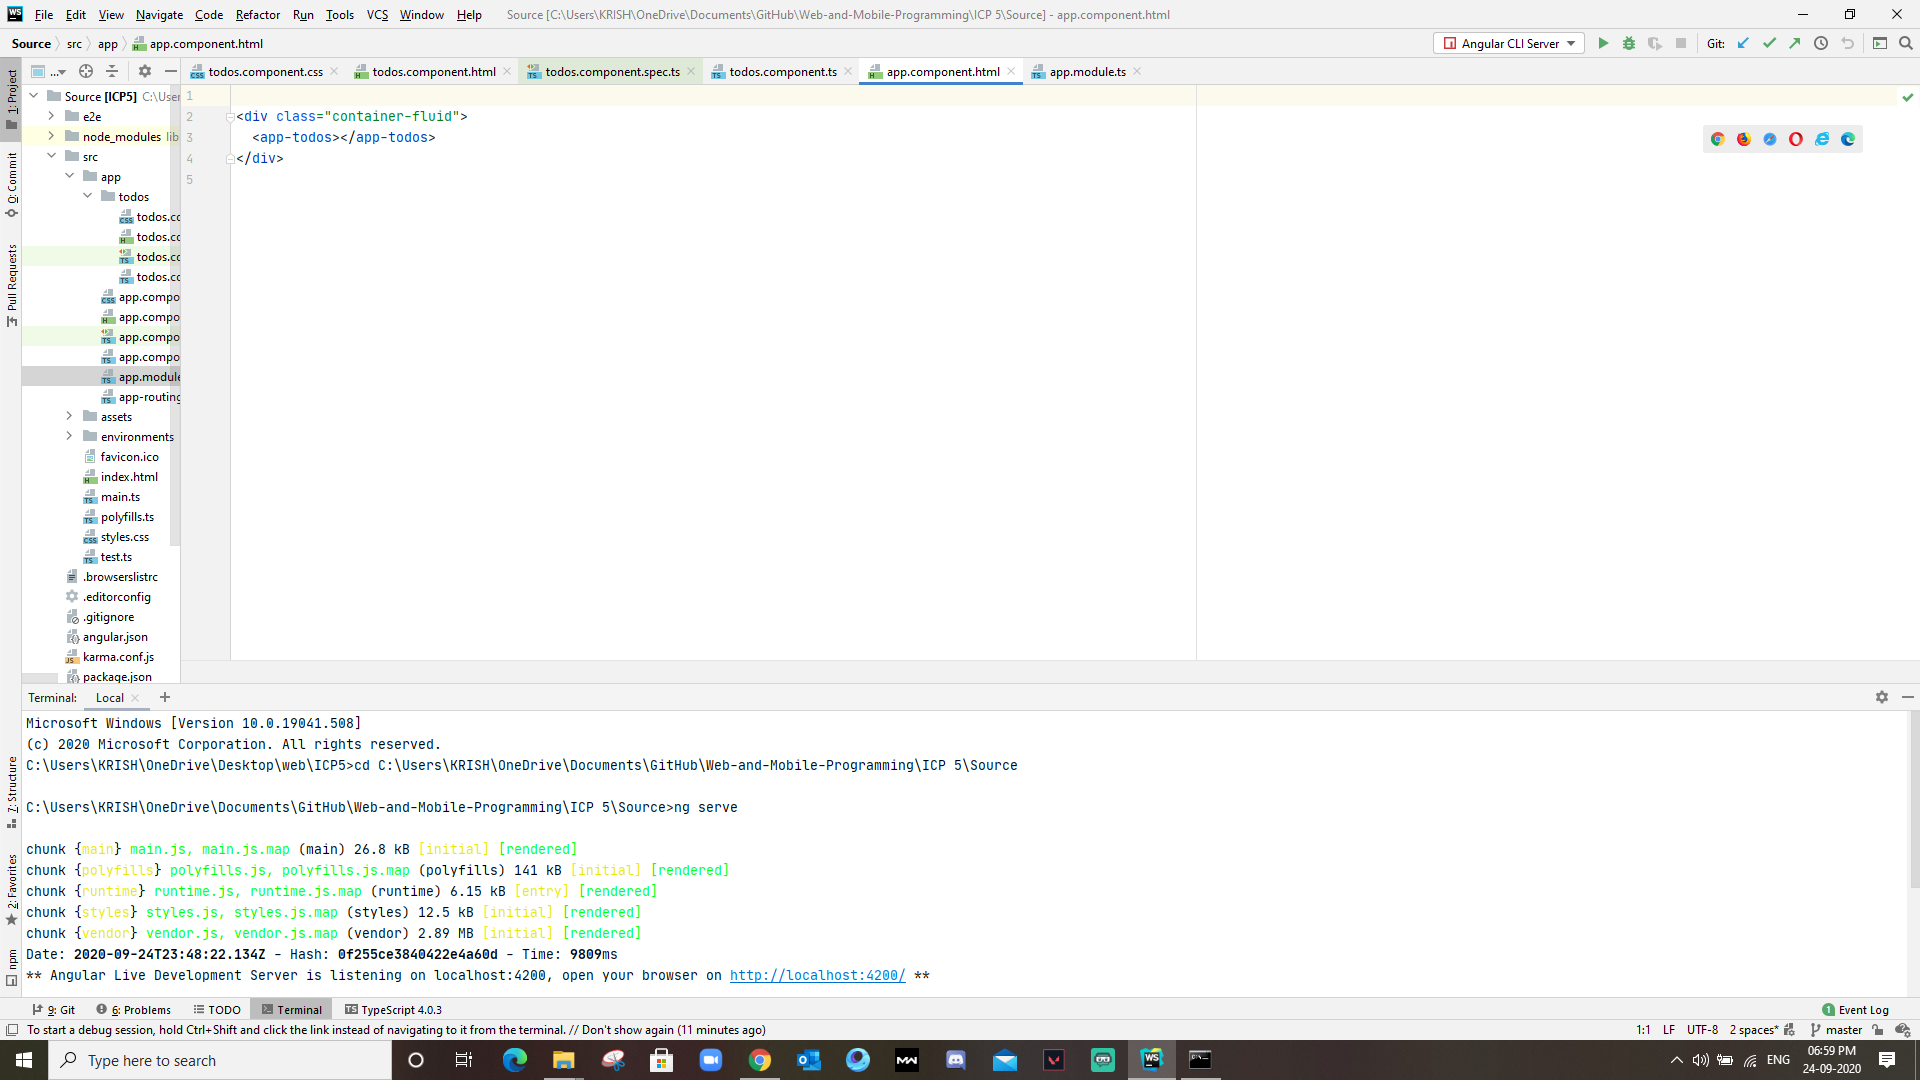 WS File Edit View Navigate Code Refactor Run Tools VCS Window Help Source [C:\Users\KRISH\OneDrive\Documents\GitHub\Web-and-Mobile-Programming\ICP 5\Source] - app.component.html
Source src app app.component.html Angular CLI Server Git:
... todos.component.css todos.component.html todos.component.spec.ts todos.component.ts app.component.html app.module.ts
1: Project
0: Commit
Pull Requests
7: Structure
2: Favorites
npm
Source [ICP5] C:\User
e2e
node_modules lib
src
app
todos
todos.co
todos.co
todos.co
todos.co
app.compo
app.compo
app.compo
app.compo
app.module
app-routing
assets
environments
favicon.ico
index.html
main.ts
polyfills.ts
styles.css
test.ts
.browserslistrc
.editorconfig
.gitignore
angular.json
karma.conf.js
package.json
1
2 <div class="container-fluid">
3 <app-todos></app-todos>
4 </div>
5
Terminal: Local
Microsoft Windows [Version 10.0.19041.508]
(c) 2020 Microsoft Corporation. All rights reserved.
C:\Users\KRISH\OneDrive\Desktop\web\ICP5>cd C:\Users\KRISH\OneDrive\Documents\GitHub\Web-and-Mobile-Programming\ICP 5\Source
C:\Users\KRISH\OneDrive\Documents\GitHub\Web-and-Mobile-Programming\ICP 5\Source>ng serve
chunk {main} main.js, main.js.map (main) 26.8 kB [initial] [rendered]
chunk {polyfills} polyfills.js, polyfills.js.map (polyfills) 141 kB [initial] [rendered]
chunk {runtime} runtime.js, runtime.js.map (runtime) 6.15 kB [entry] [rendered]
chunk {styles} styles.js, styles.js.map (styles) 12.5 kB [initial] [rendered]
chunk {vendor} vendor.js, vendor.js.map (vendor) 2.89 MB [initial] [rendered]
Date: 2020-09-24T23:48:22.134Z - Hash: 0f255ce3840422e4a60d - Time: 9809ms
** Angular Live Development Server is listening on localhost:4200, open your browser on http://localhost:4200/ **
9: Git 6: Problems TODO Terminal TypeScript 4.0.3 1 Event Log
To start a debug session, hold Ctrl+Shift and click the link instead of navigating to it from the terminal. // Don't show again (11 minutes ago) 1:1 LF UTF-8 2 spaces* master
Type here to search ENG 06:59 PM
24-09-2020